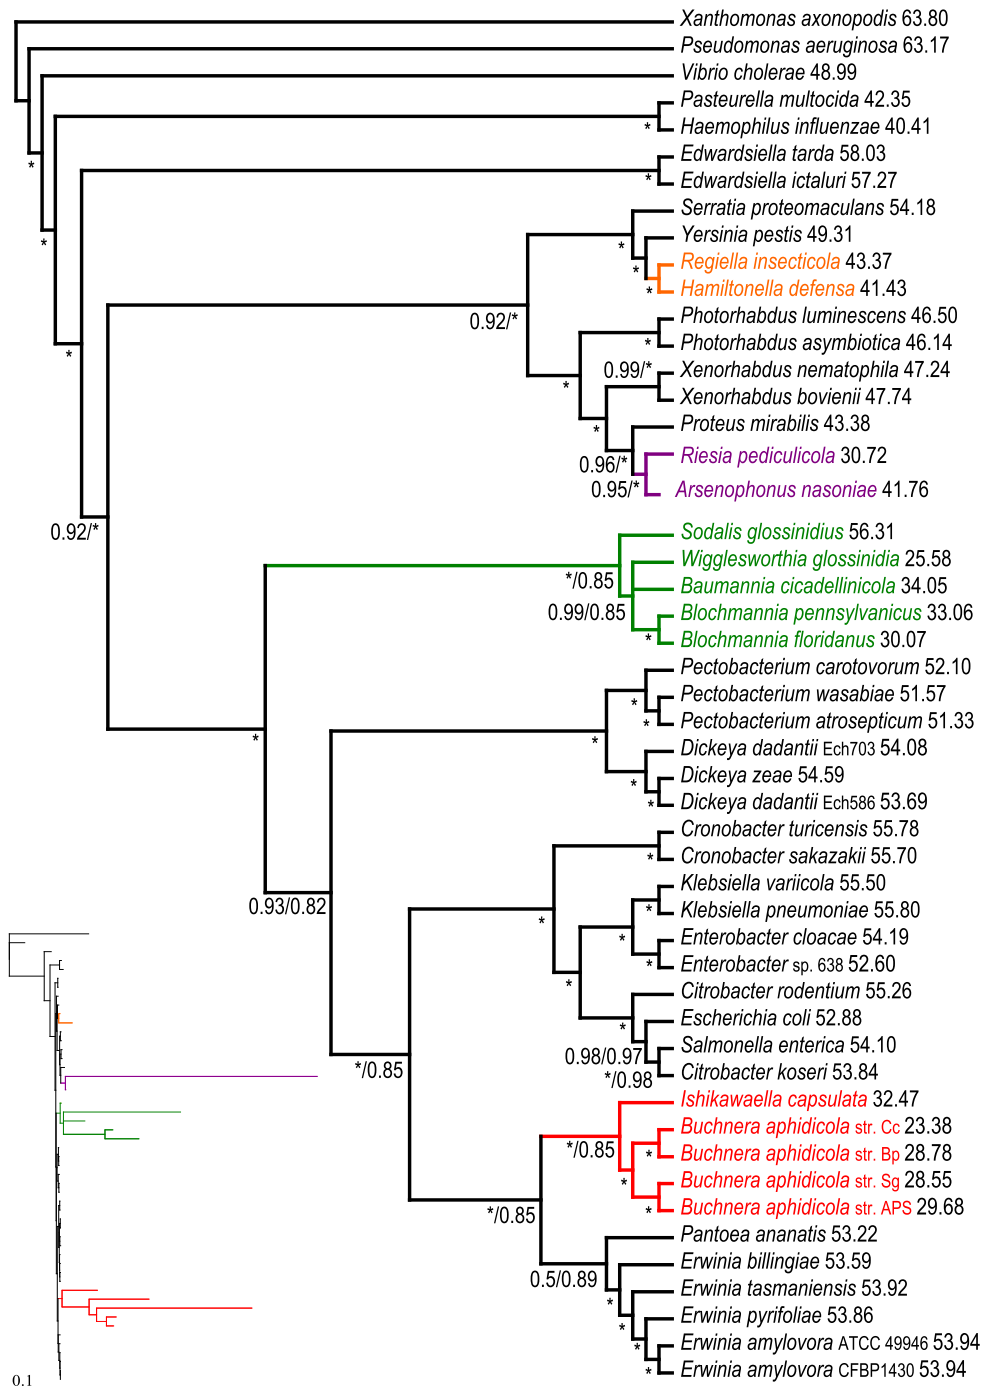 Xanthomonas axonopodis 63.80
Pseudomonas aeruginosa 63.17
Vibrio cholerae 48.99
Pasteurella multocida 42.35
*
Haemophilus influenzae 40.41
Edwardsiella tarda 58.03
*
*
Edwardsiella ictaluri 57.27
Serratia proteomaculans 54.18
*
Yersinia pestis 49.31
*
*
Regiella insecticola 43.37
*
Hamiltonella defensa 41.43
0.92/*
Photorhabdus luminescens 46.50
*
*
Photorhabdus asymbiotica 46.14
0.99/*
Xenorhabdus nematophila 47.24
*
Xenorhabdus bovienii 47.74
*
Proteus mirabilis 43.38
0.96/*
Riesia pediculicola 30.72
0.95/*
Arsenophonus nasoniae 41.76
0.92/*
Sodalis glossinidius 56.31
Wigglesworthia glossinidia 25.58
*/0.85
Baumannia cicadellinicola 34.05
0.99/0.85
Blochmannia pennsylvanicus 33.06
*
Blochmannia floridanus 30.07
Pectobacterium carotovorum 52.10
*
Pectobacterium wasabiae 51.57
*
Pectobacterium atrosepticum 51.33
*
*
Dickeya dadantii Ech703 54.08
*
Dickeya zeae 54.59
*
Dickeya dadantii Ech586 53.69
Cronobacter turicensis 55.78
*
Cronobacter sakazakii 55.70
Klebsiella variicola 55.50
0.93/0.82
*
Klebsiella pneumoniae 55.80
*
*
Enterobacter cloacae 54.19
*
Enterobacter sp. 638 52.60
*
Citrobacter rodentium 55.26
*
Escherichia coli 52.88
0.98/0.97
Salmonella enterica 54.10
*/0.85
*/0.98
Citrobacter koseri 53.84
Ishikawaella capsulata 32.47
Buchnera aphidicola str. Cc 23.38
*/0.85
*
Buchnera aphidicola str. Bp 28.78
*
Buchnera aphidicola str. Sg 28.55
*
Buchnera aphidicola str. APS 29.68
*/0.85
Pantoea ananatis 53.22
Erwinia billingiae 53.59
0.5/0.89
*
Erwinia tasmaniensis 53.92
*
Erwinia pyrifoliae 53.86
*
Erwinia amylovora ATCC 49946 53.94
*
Erwinia amylovora CFBP1430 53.94
0.1